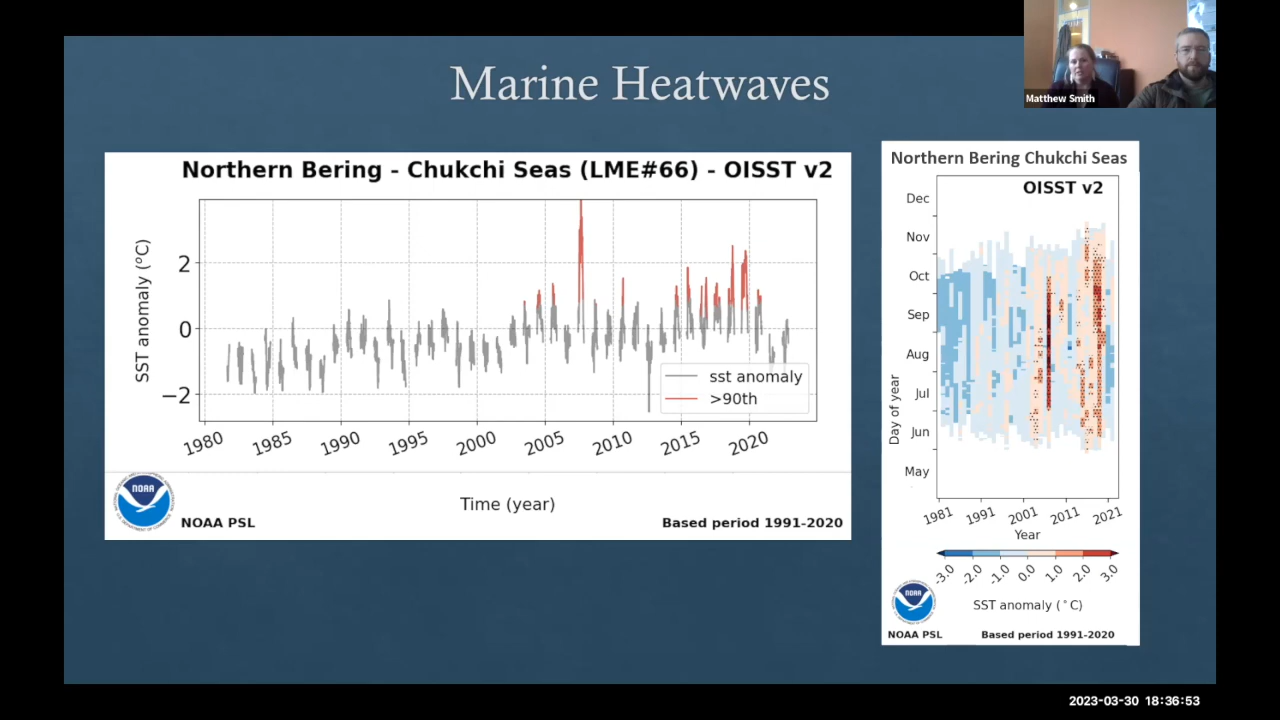 Marine Heatwaves
Matthew Smith
Northern Bering - Chukchi Seas (LME#66) - OISST v2
SST anomaly (°C)
2
0
−2
sst anomaly
>90th
1980
1985
1990
1995
2000
2005
2010
2015
2020
Time (year)
NOAA
NOAA PSL
Based period 1991-2020
Northern Bering Chukchi Seas
OISST v2
Dec
Nov
Oct
Sep
Aug
Jul
Jun
May
Day of year
1981
1991
2001
2011
2021
Year
-3.0
-2.0
-1.0
0.0
1.0
2.0
3.0
SST anomaly (°C)
NOAA
NOAA PSL
Based period 1991-2020
2023-03-30 18:36:53